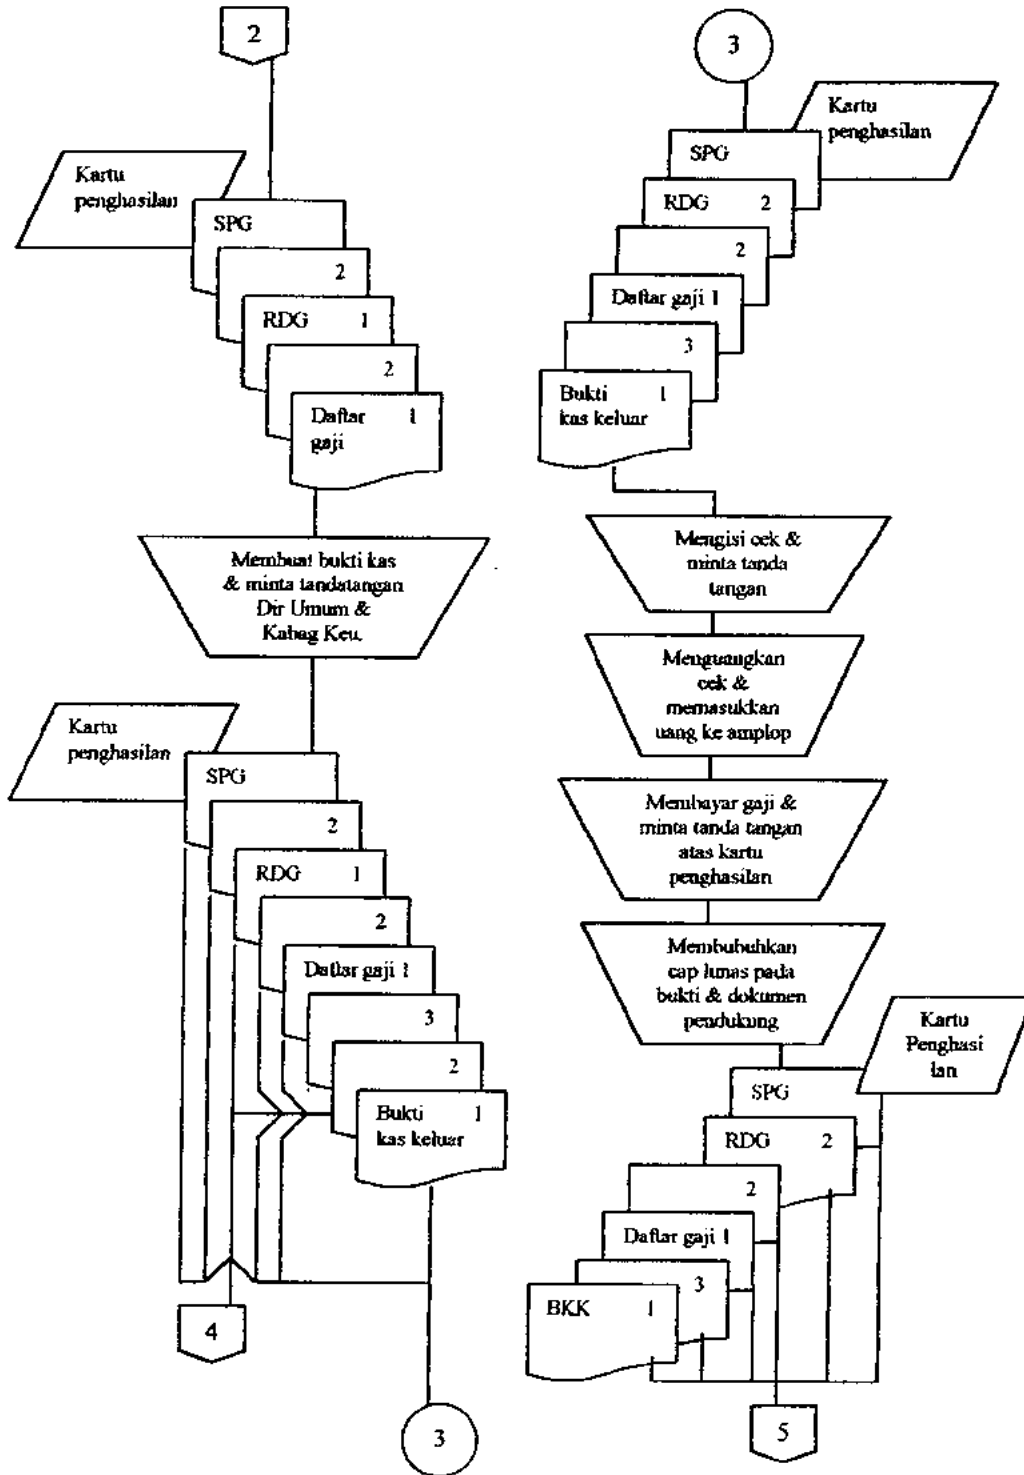 2
Kartu
penghasilan
SPG
2
RDG 1
2
Daftar 1
gaji
Membuat bukti kas
& minta tandatangan
Dir Umum &
Kabag Keu.
Kartu
penghasilan
SPG
2
RDG 1
2
Daftar gaji 1
3
2
Bukti 1
kas keluar
4
3
3
Kartu
penghasilan
SPG
RDG 2
2
Daftar gaji 1
3
Bukti 1
kas keluar
Mengisi cek &
minta tanda
tangan
Menguangkan
cek &
memasukkan
uang ke amplop
Membayar gaji &
minta tanda tangan
atas kartu
penghasilan
Membubuhkan
cap lunas pada
bukti & dokumen
pendukung
Kartu
Penghasi
lan
SPG
RDG 2
2
Daftar gaji 1
3
BKK 1
5